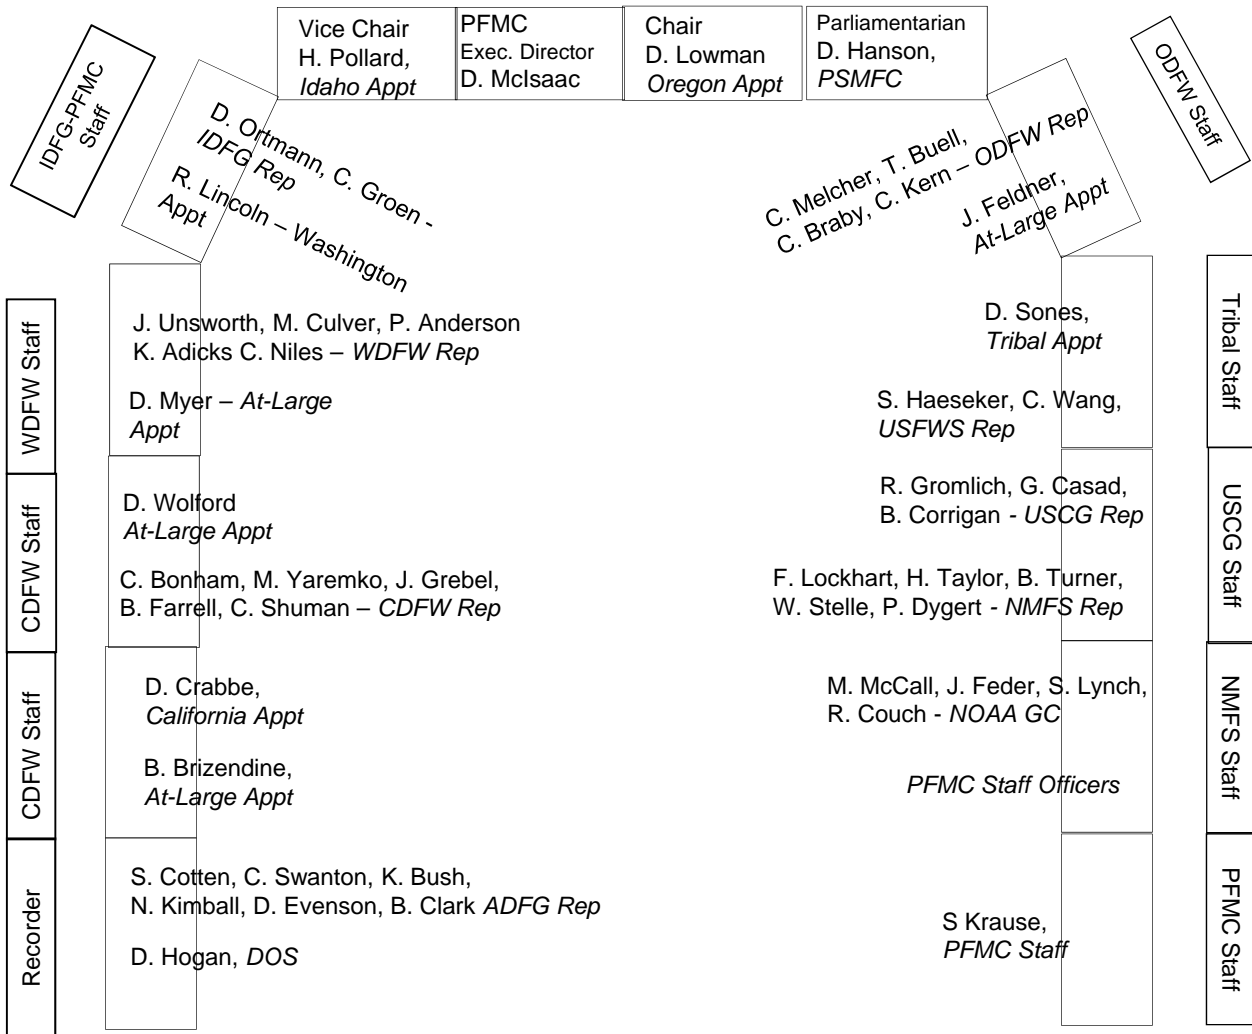 Vice Chair
H. Pollard,
Idaho Appt
PFMC
Exec. Director
D. McIsaac
Chair
D. Lowman
Oregon Appt
Parliamentarian
D. Hanson,
PSMFC
IDFG-PFMC
Staff
D. Ortmann, C. Groen -
IDFG Rep
R. Lincoln – Washington
Appt
C. Melcher, T. Buell,
C. Braby, C. Kern – ODFW Rep
J. Feldner,
At-Large Appt
ODFW Staff
WDFW Staff
J. Unsworth, M. Culver, P. Anderson
K. Adicks C. Niles – WDFW Rep
D. Myer – At-Large
Appt
D. Sones,
Tribal Appt
S. Haeseker, C. Wang,
USFWS Rep
Tribal Staff
CDFW Staff
D. Wolford
At-Large Appt
C. Bonham, M. Yaremko, J. Grebel,
B. Farrell, C. Shuman – CDFW Rep
R. Gromlich, G. Casad,
B. Corrigan - USCG Rep
F. Lockhart, H. Taylor, B. Turner,
W. Stelle, P. Dygert - NMFS Rep
USCG Staff
CDFW Staff
D. Crabbe,
California Appt
B. Brizendine,
At-Large Appt
M. McCall, J. Feder, S. Lynch,
R. Couch - NOAA GC
PFMC Staff Officers
NMFS Staff
Recorder
S. Cotten, C. Swanton, K. Bush,
N. Kimball, D. Evenson, B. Clark ADFG Rep
D. Hogan, DOS
S Krause,
PFMC Staff
PFMC Staff